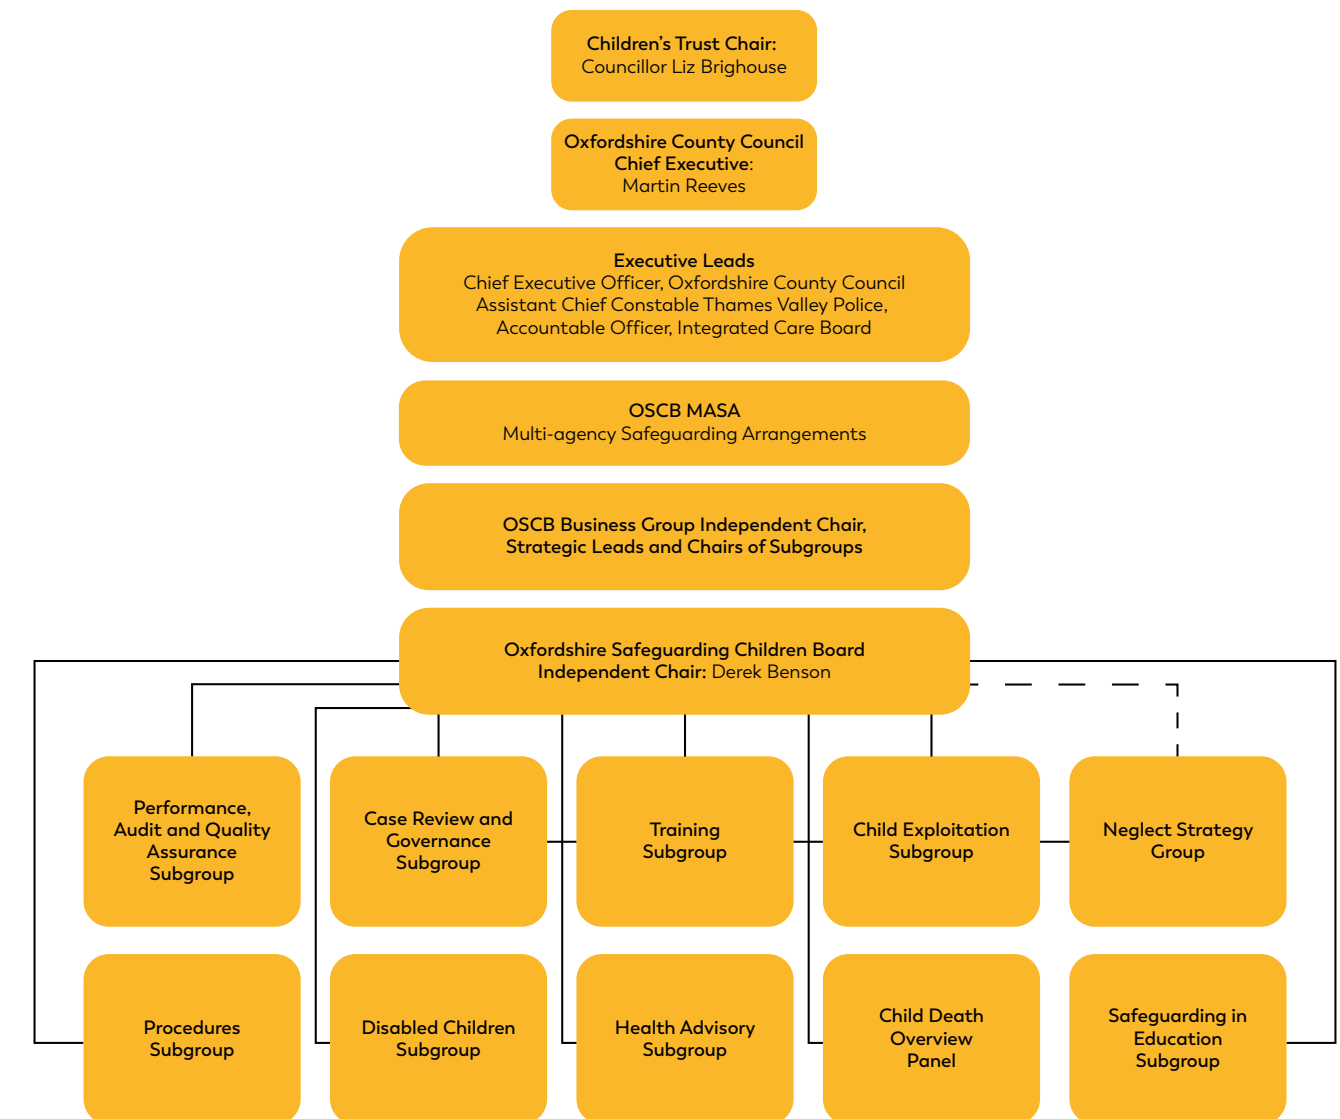 Children’s Trust Chair:
Councillor Liz Brighouse
Oxfordshire County Council
Chief Executive:
Martin Reeves
Executive Leads
Chief Executive Officer, Oxfordshire County Council
Assistant Chief Constable Thames Valley Police,
Accountable Officer, Integrated Care Board
OSCB MASA
Multi-agency Safeguarding Arrangements
OSCB Business Group Independent Chair,
Strategic Leads and Chairs of Subgroups
Oxfordshire Safeguarding Children Board
Independent Chair: Derek Benson
Performance,
Audit and Quality
Assurance
Subgroup
Case Review and
Governance
Subgroup
Training
Subgroup
Child Exploitation
Subgroup
Neglect Strategy
Group
Procedures
Subgroup
Disabled Children
Subgroup
Health Advisory
Subgroup
Child Death
Overview
Panel
Safeguarding in
Education
Subgroup